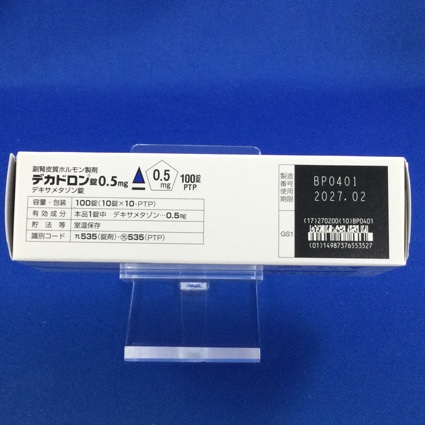 副腎皮質ホルモン製剤
デカドロン錠0.5mg
デキサメタゾン錠
0.5
mg
100錠
PTP
容量・包装 100錠(10錠×10・PTP)
有効成分 本品1錠中 デキサメタゾン…0.5mg
貯法等 室温保存
識別コード n535(錠剤)・535(PTP)
製造
番号
使用
期限
BP0401
2027.02
GS1
(17)270200(10)BP0401
(01)14987376553527